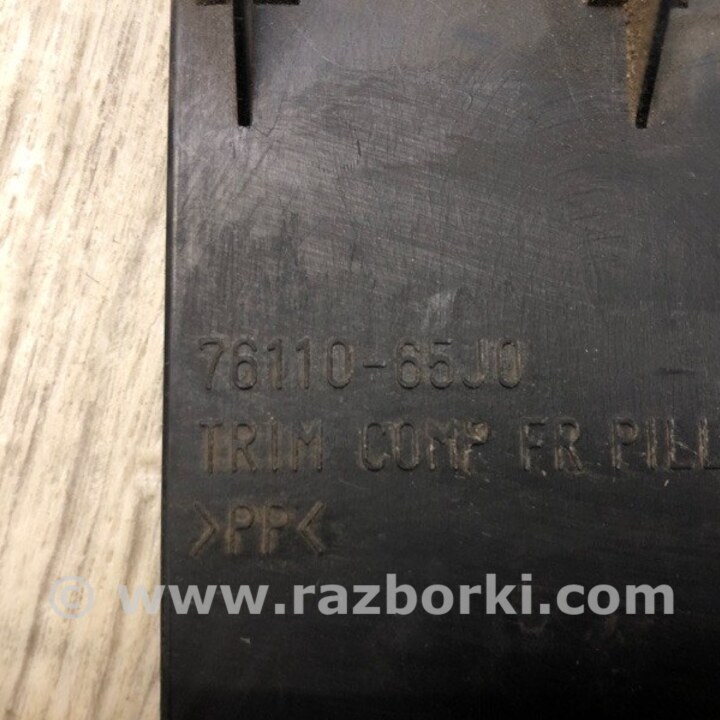 76110-65J0
TRIM COMP FR PILL
>PP<
© www.razborki.com